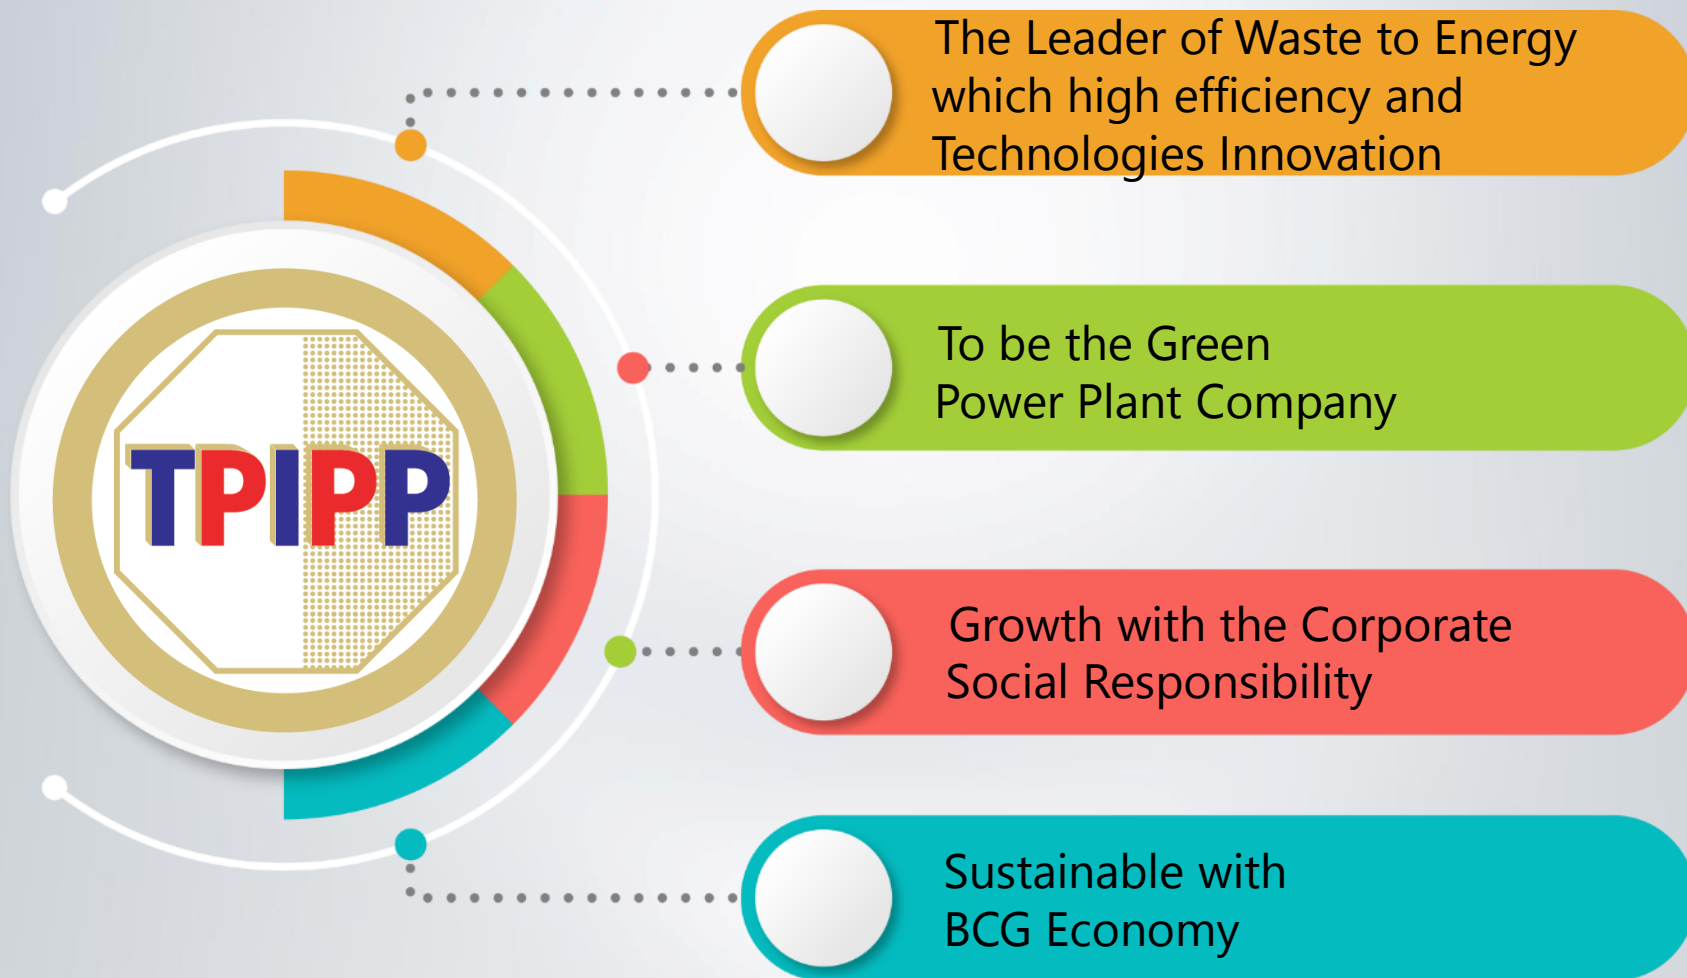 TPIPP
The Leader of Waste to Energy
which high efficiency and
Technologies Innovation
To be the Green
Power Plant Company
Growth with the Corporate
Social Responsibility
Sustainable with
BCG Economy